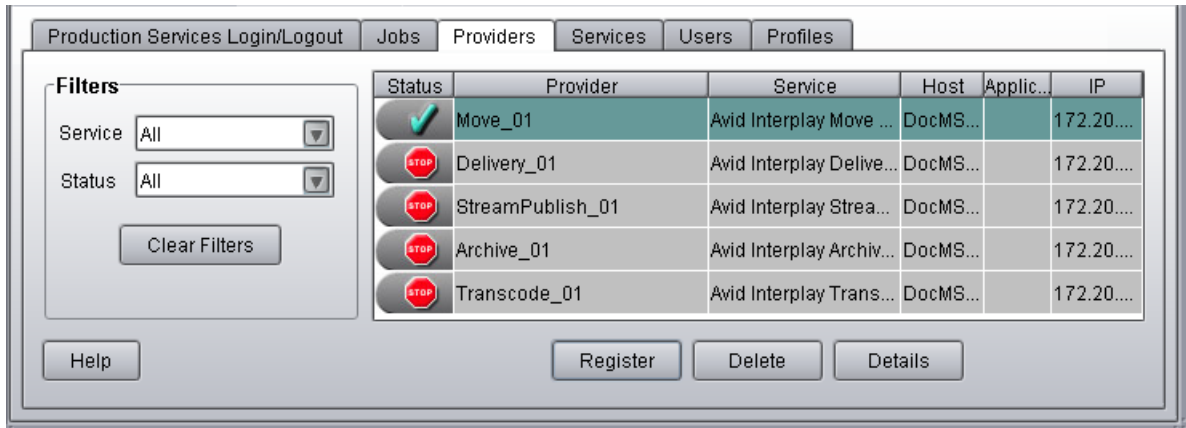 Production Services Login/Logout Jobs Providers Services Users Profiles
Filters
Service All
Status All
Clear Filters
Status Provider Service Host Applic... IP
Move_01 Avid Interplay Move ... DocMS... 172.20....
STOP Delivery_01 Avid Interplay Delive... DocMS... 172.20....
STOP StreamPublish_01 Avid Interplay Strea... DocMS... 172.20....
STOP Archive_01 Avid Interplay Archiv... DocMS... 172.20....
STOP Transcode_01 Avid Interplay Trans... DocMS... 172.20....
Help Register Delete Details